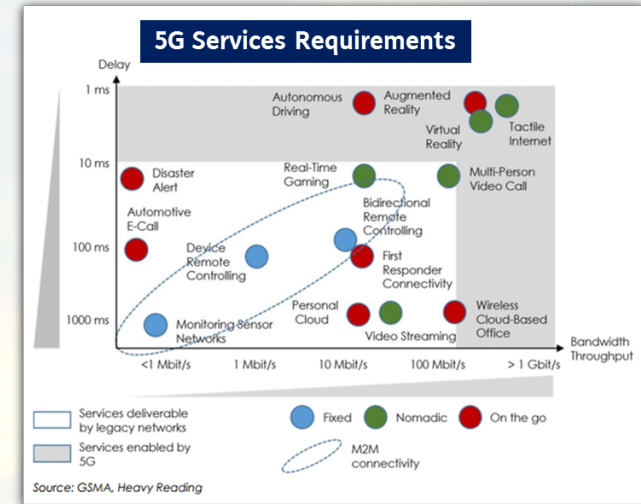 5G Services Requirements
Delay
1 ms
10 ms
100 ms
1000 ms
Autonomous
Driving
Augmented
Reality
Virtual
Reality
Tactile
Internet
Disaster
Alert
Real-Time
Gaming
Multi-Person
Video Call
Automotive
E-Call
Bidirectional
Remote
Controlling
Device
Remote
Controlling
First
Responder
Connectivity
Monitoring Sensor
Networks
Personal
Cloud
Video Streaming
Wireless
Cloud-Based
Office
Bandwidth
Throughput
<1 Mbit/s
1 Mbit/s
10 Mbit/s
100 Mbit/s
> 1 Gbit/s
Services deliverable
by legacy networks
Services enabled by
5G
Fixed
Nomadic
On the go
M2M
connectivity
Source: GSMA, Heavy Reading